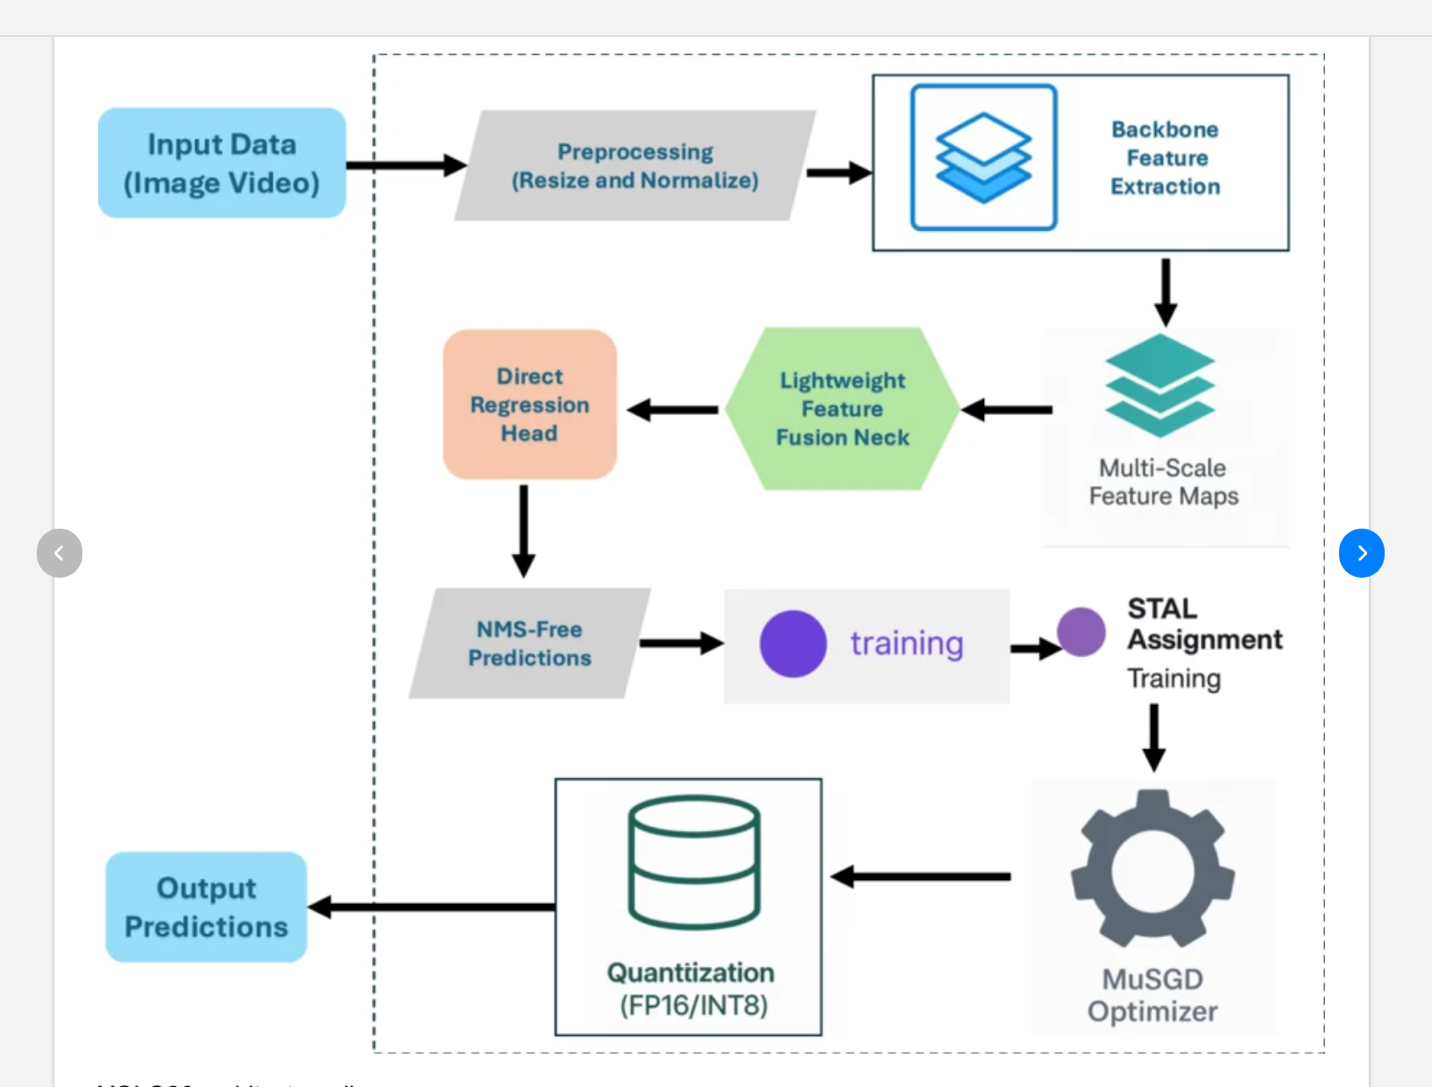 Input Data
(Image Video)
Preprocessing
(Resize and Normalize)
Backbone
Feature
Extraction
Direct
Regression
Head
Lightweight
Feature
Fusion Neck
Multi-Scale
Feature Maps
NMS-Free
Predictions
training
STAL
Assignment
Training
Output
Predictions
Quanttization
(FP16/INT8)
MuSGD
Optimizer